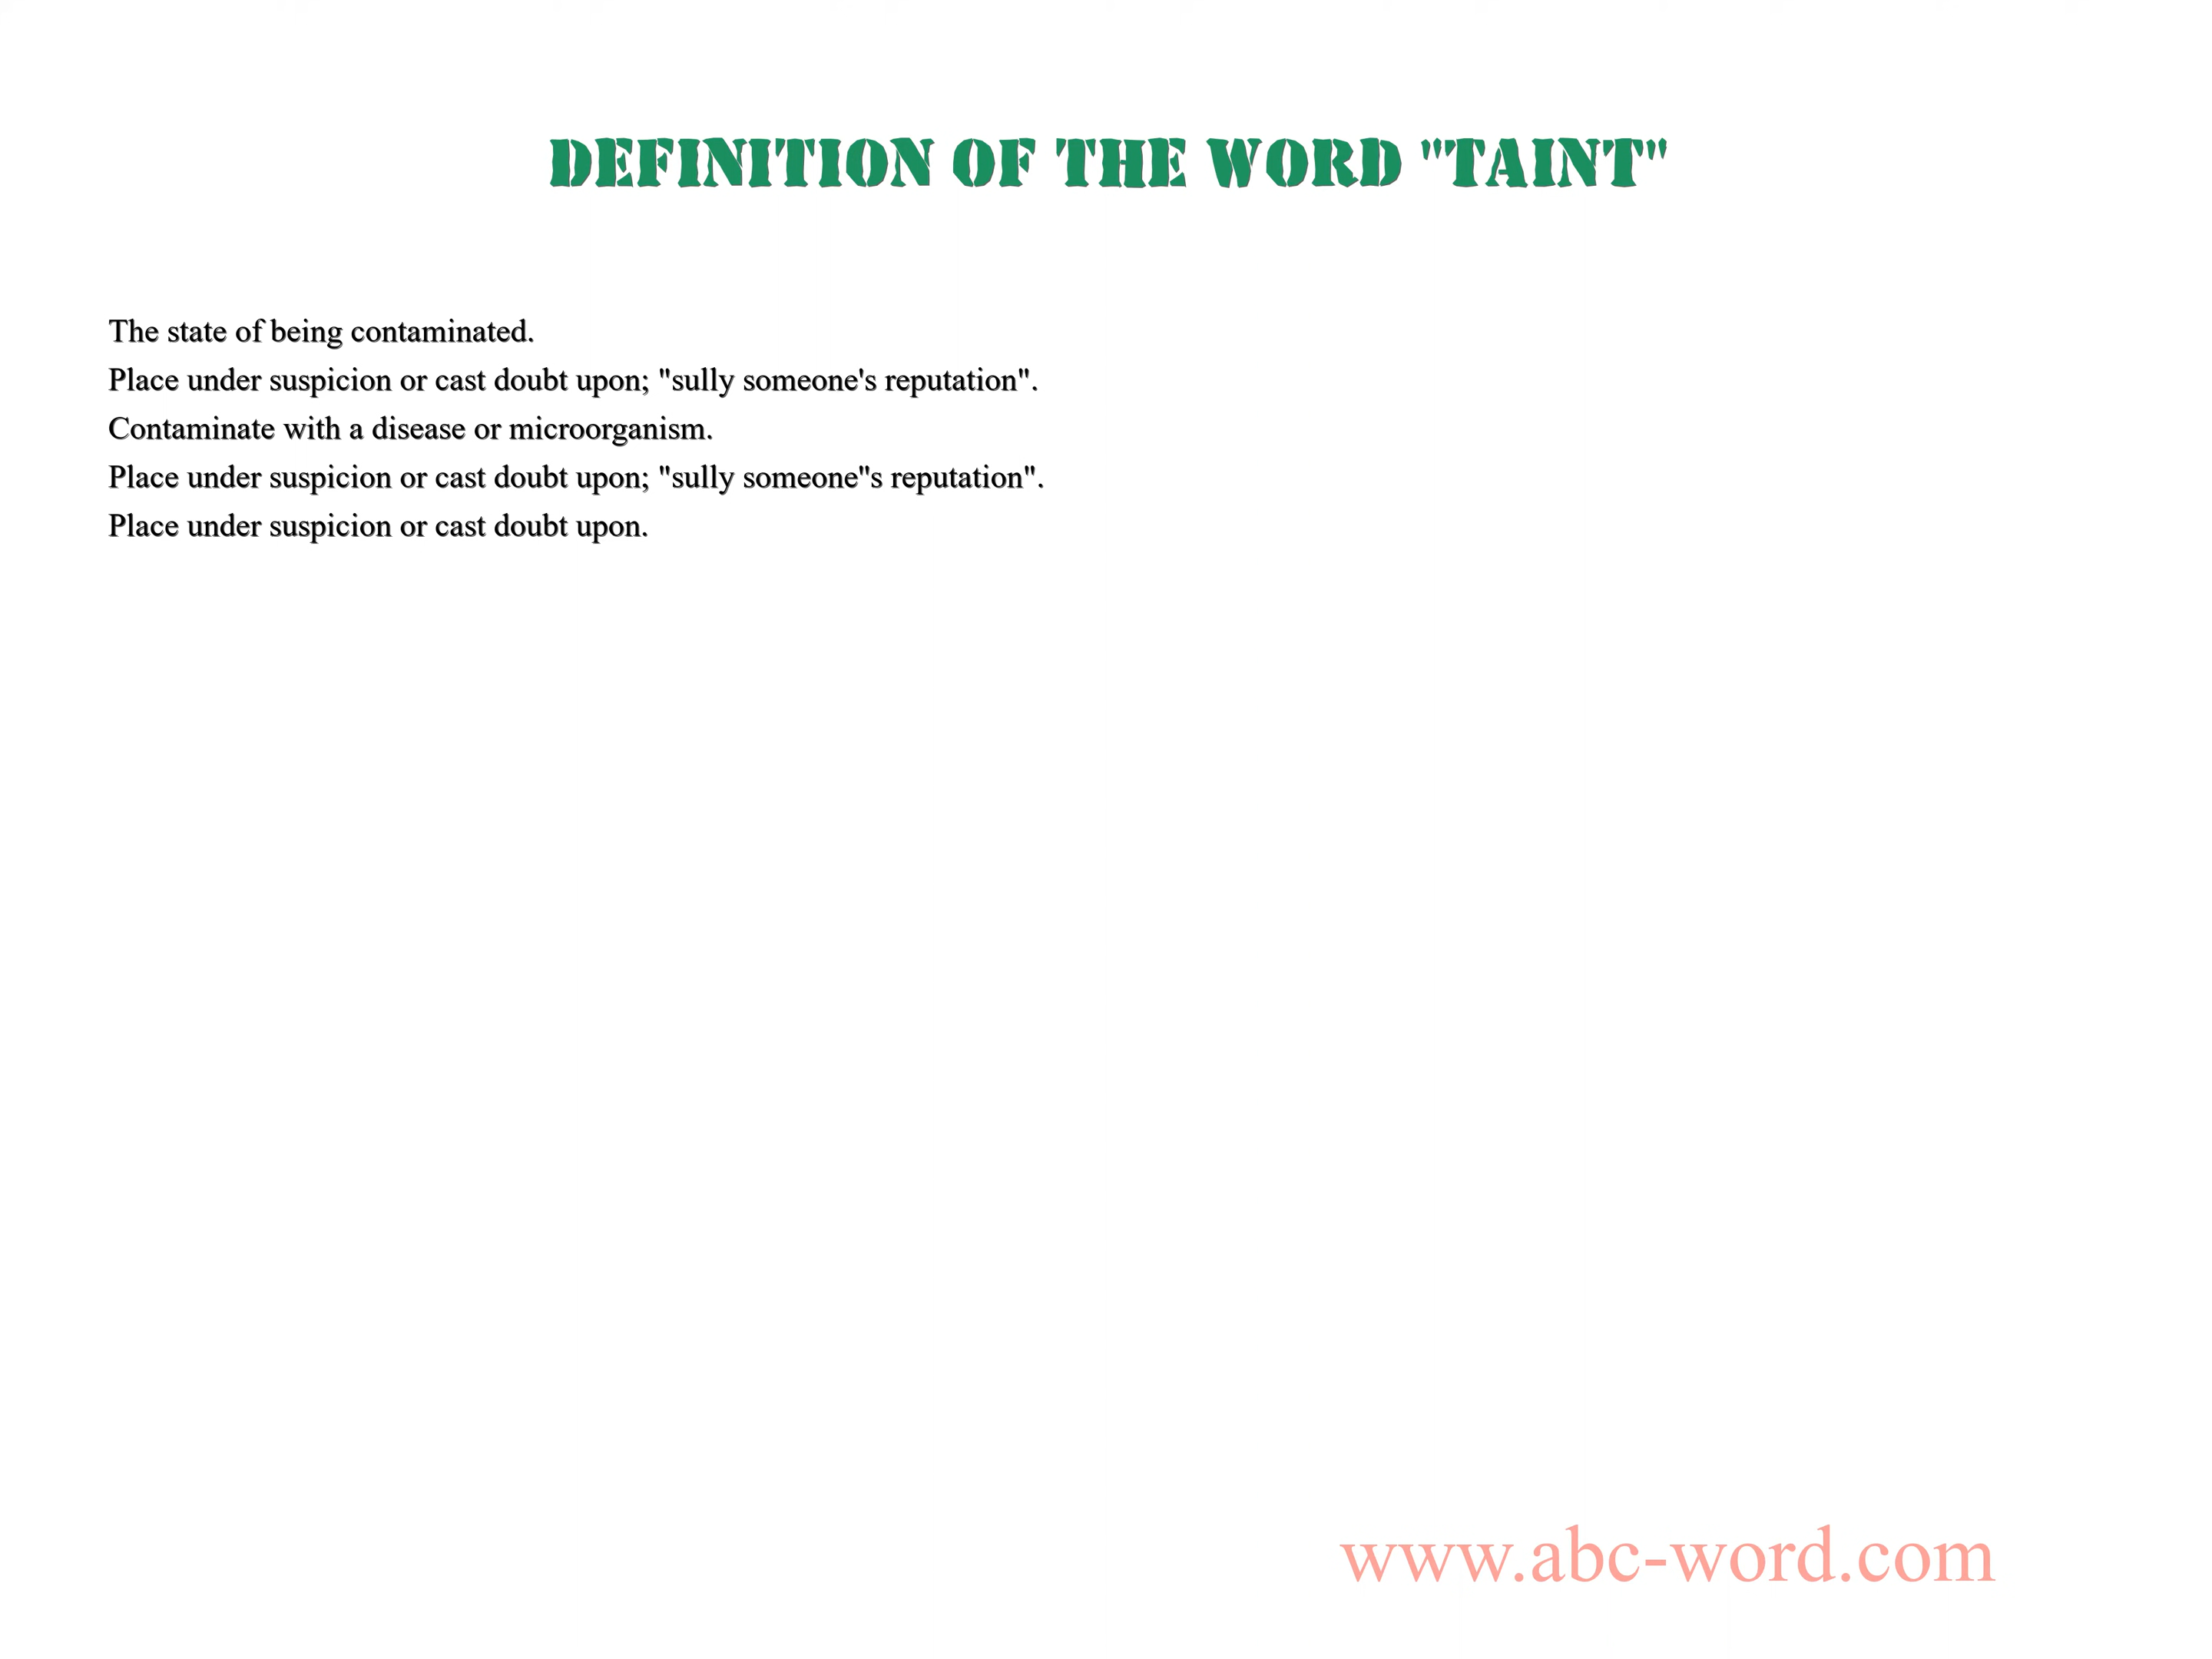 DEFINITION OF THE WORD "TAINT"
The state of being contaminated.
Place under suspicion or cast doubt upon; "sully someone's reputation".
Contaminate with a disease or microorganism.
Place under suspicion or cast doubt upon; "sully someone"s reputation".
Place under suspicion or cast doubt upon.
www.abc-word.com